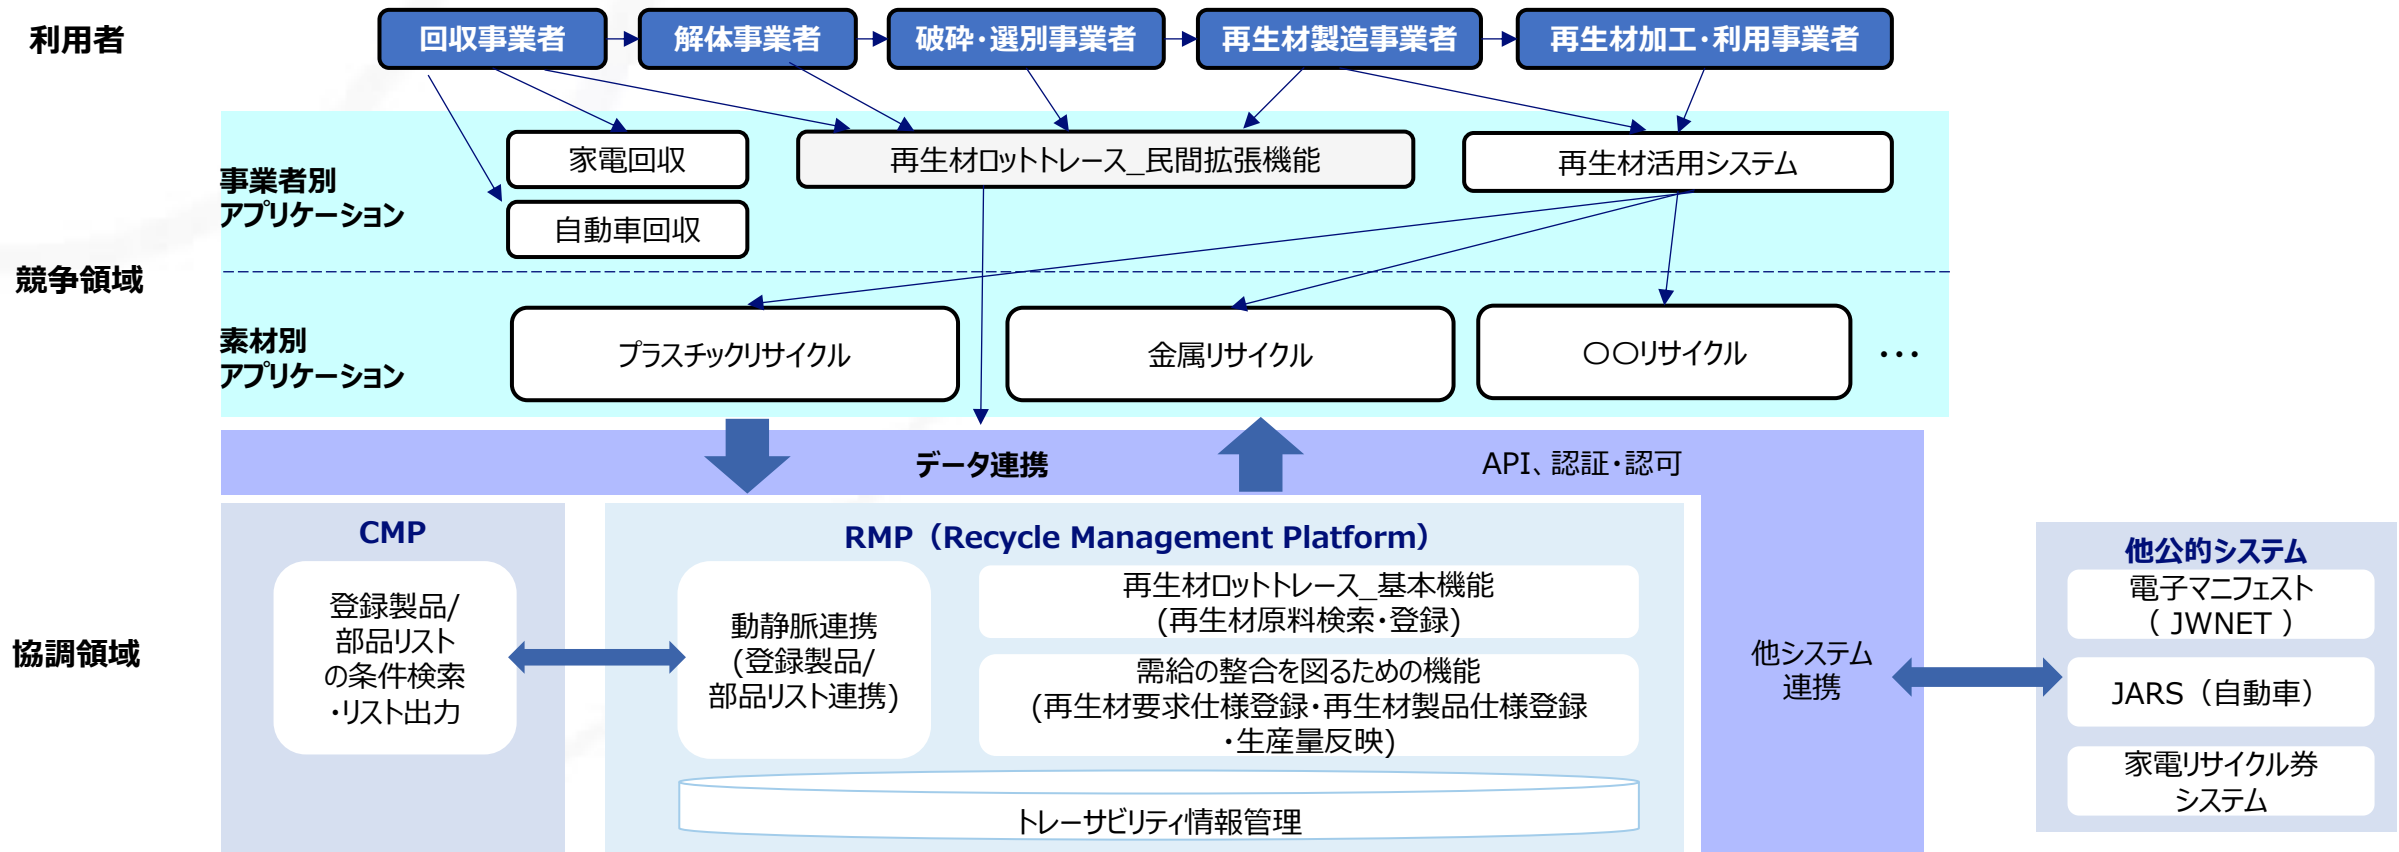 利用者
回収事業者
解体事業者
破砕・選別事業者
再生材製造事業者
再生材加工・利用事業者
競争領域
事業者別
アプリケーション
家電回収
自動車回収
再生材ロットトレース_民間拡張機能
再生材活用システム
素材別
アプリケーション
プラスチックリサイクル
金属リサイクル
〇〇リサイクル
・・・
データ連携
API、認証・認可
協調領域
CMP
登録製品/
部品リスト
の条件検索
・リスト出力
RMP（Recycle Management Platform）
動静脈連携
(登録製品/
部品リスト連携)
再生材ロットトレース_基本機能
(再生材原料検索・登録)
需給の整合を図るための機能
(再生材要求仕様登録・再生材製品仕様登録
・生産量反映)
トレーサビリティ情報管理
他システム
連携
他公的システム
電子マニフェスト
（ JWNET ）
JARS（自動車）
家電リサイクル券
システム